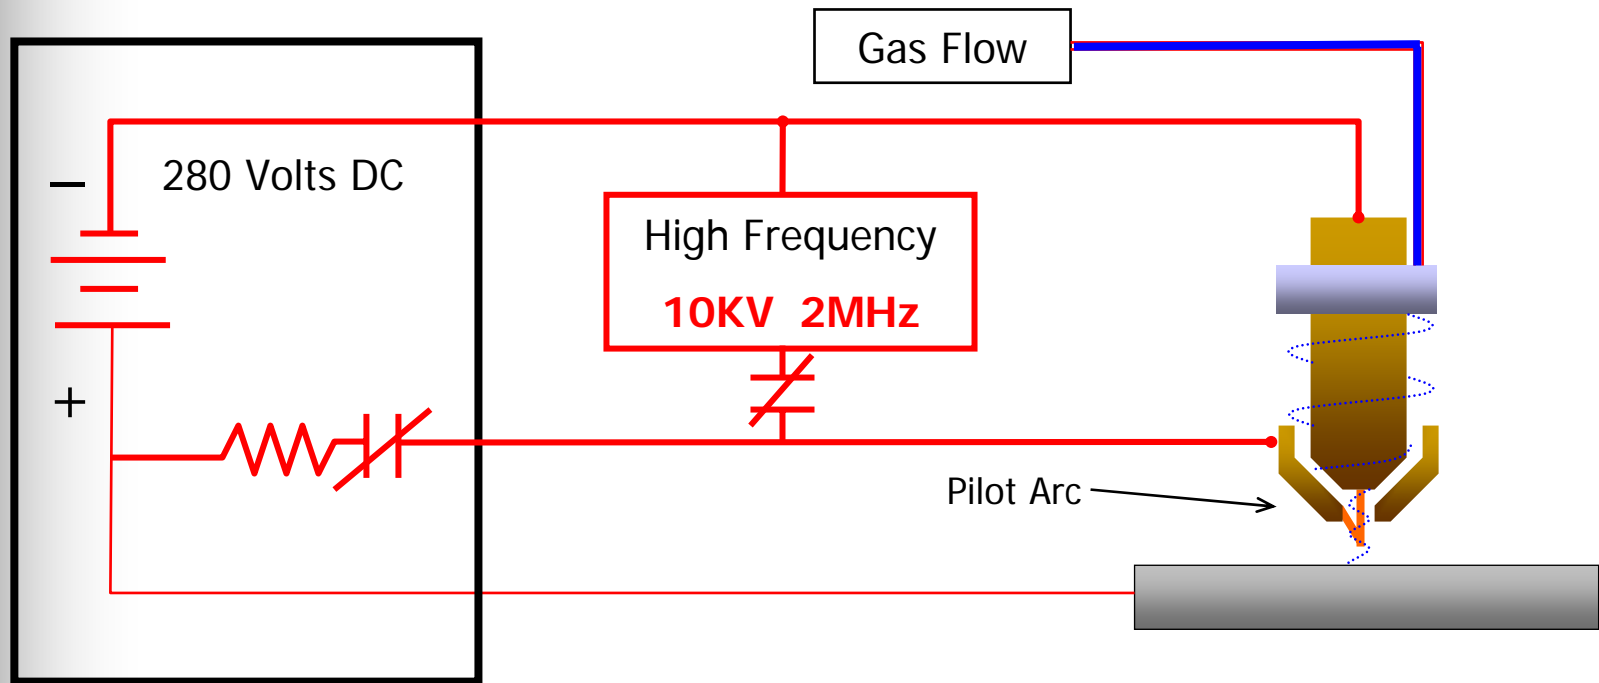 Gas Flow
280 Volts DC
−
High Frequency
10KV 2MHz
+
Pilot Arc